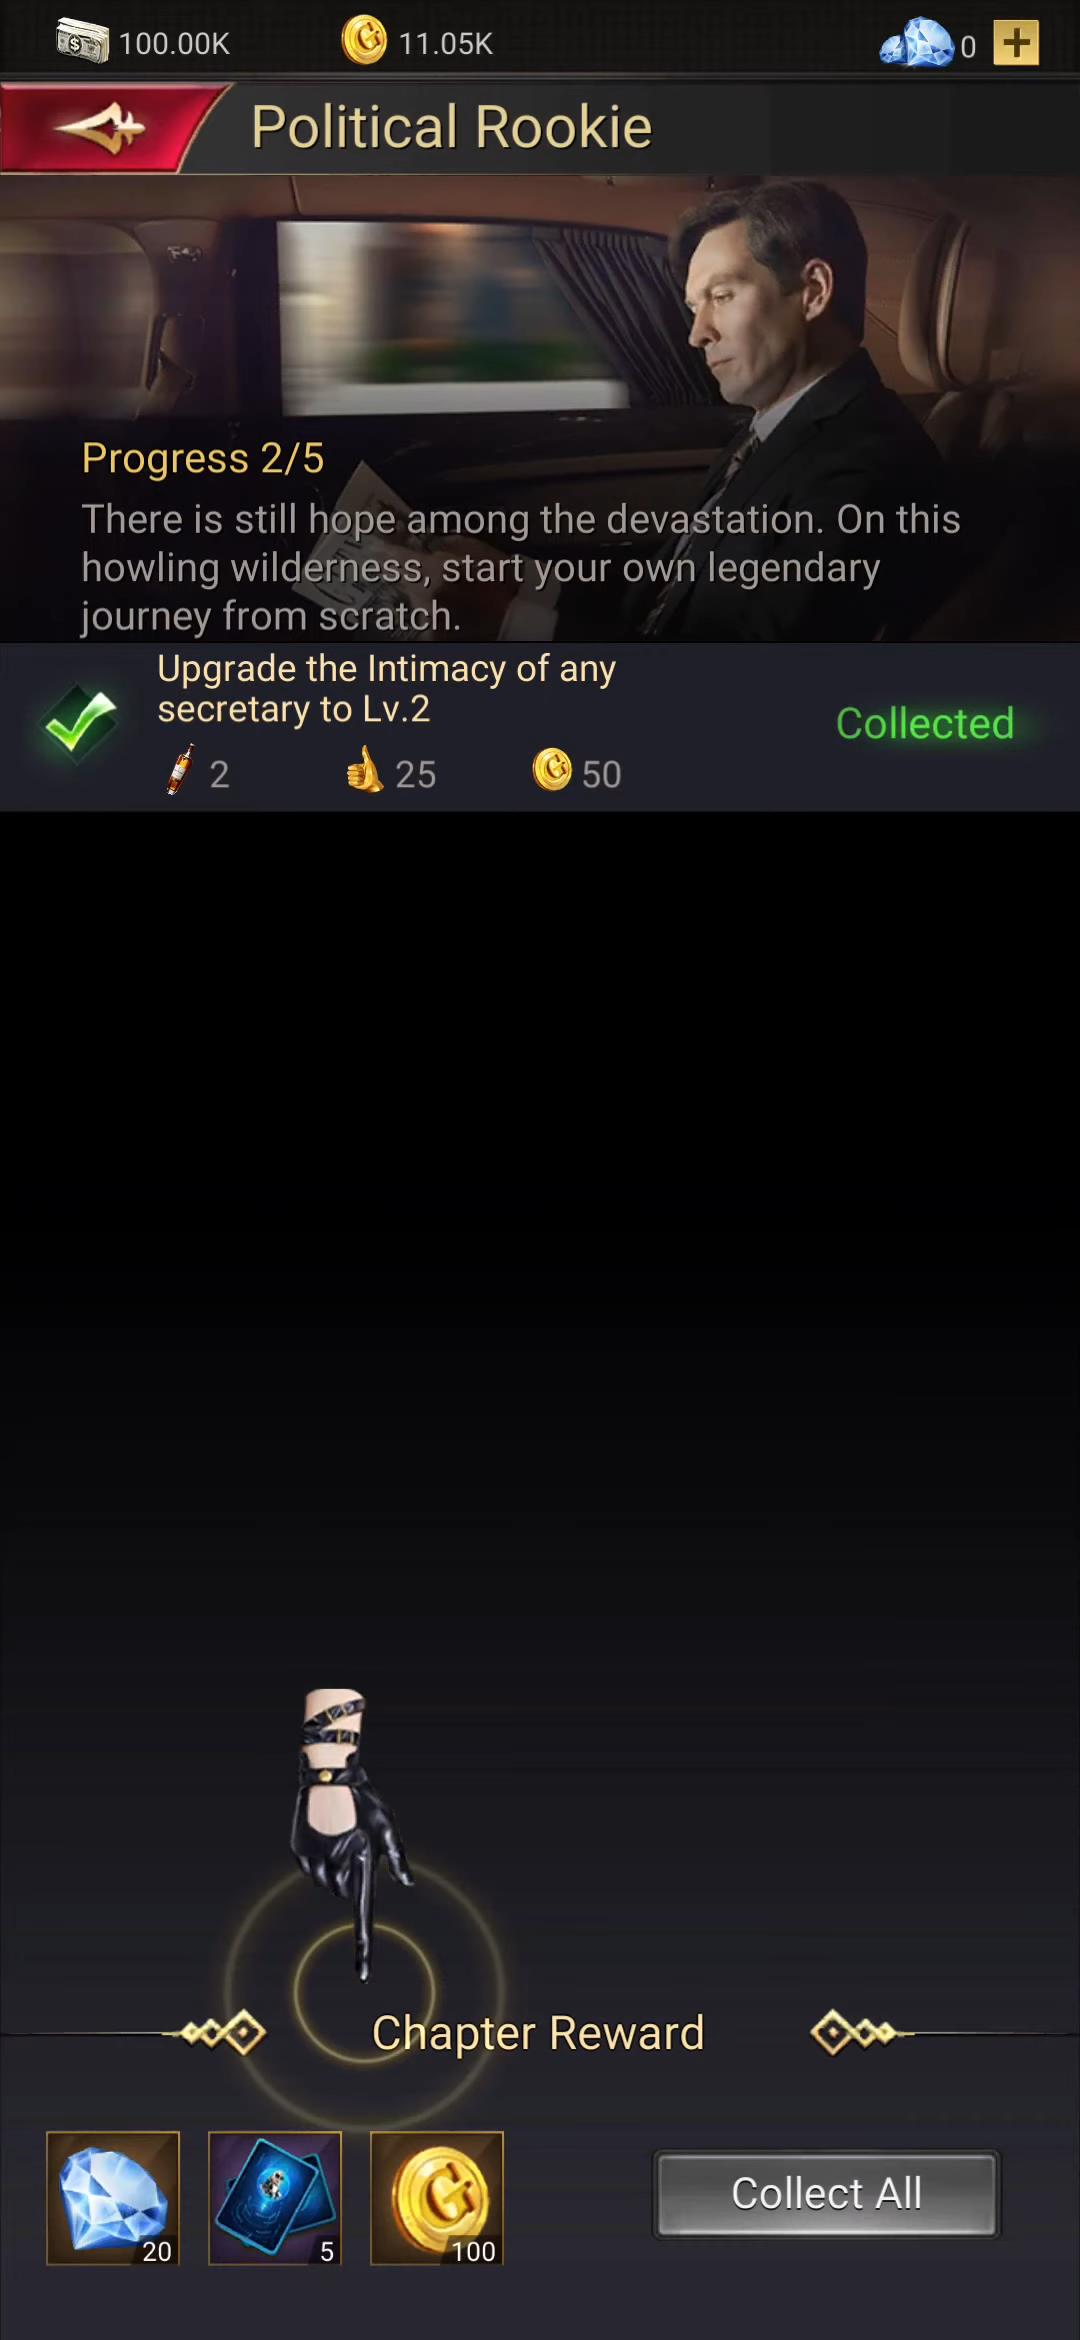 100.00K 11.05K 0
Political Rookie
Progress 2/5
There is still hope among the devastation. On this
howling wilderness, start your own legendary
journey from scratch.
Upgrade the Intimacy of any
secretary to Lv.2
Collected
2 25 50
Chapter Reward
20 5 100
Collect All